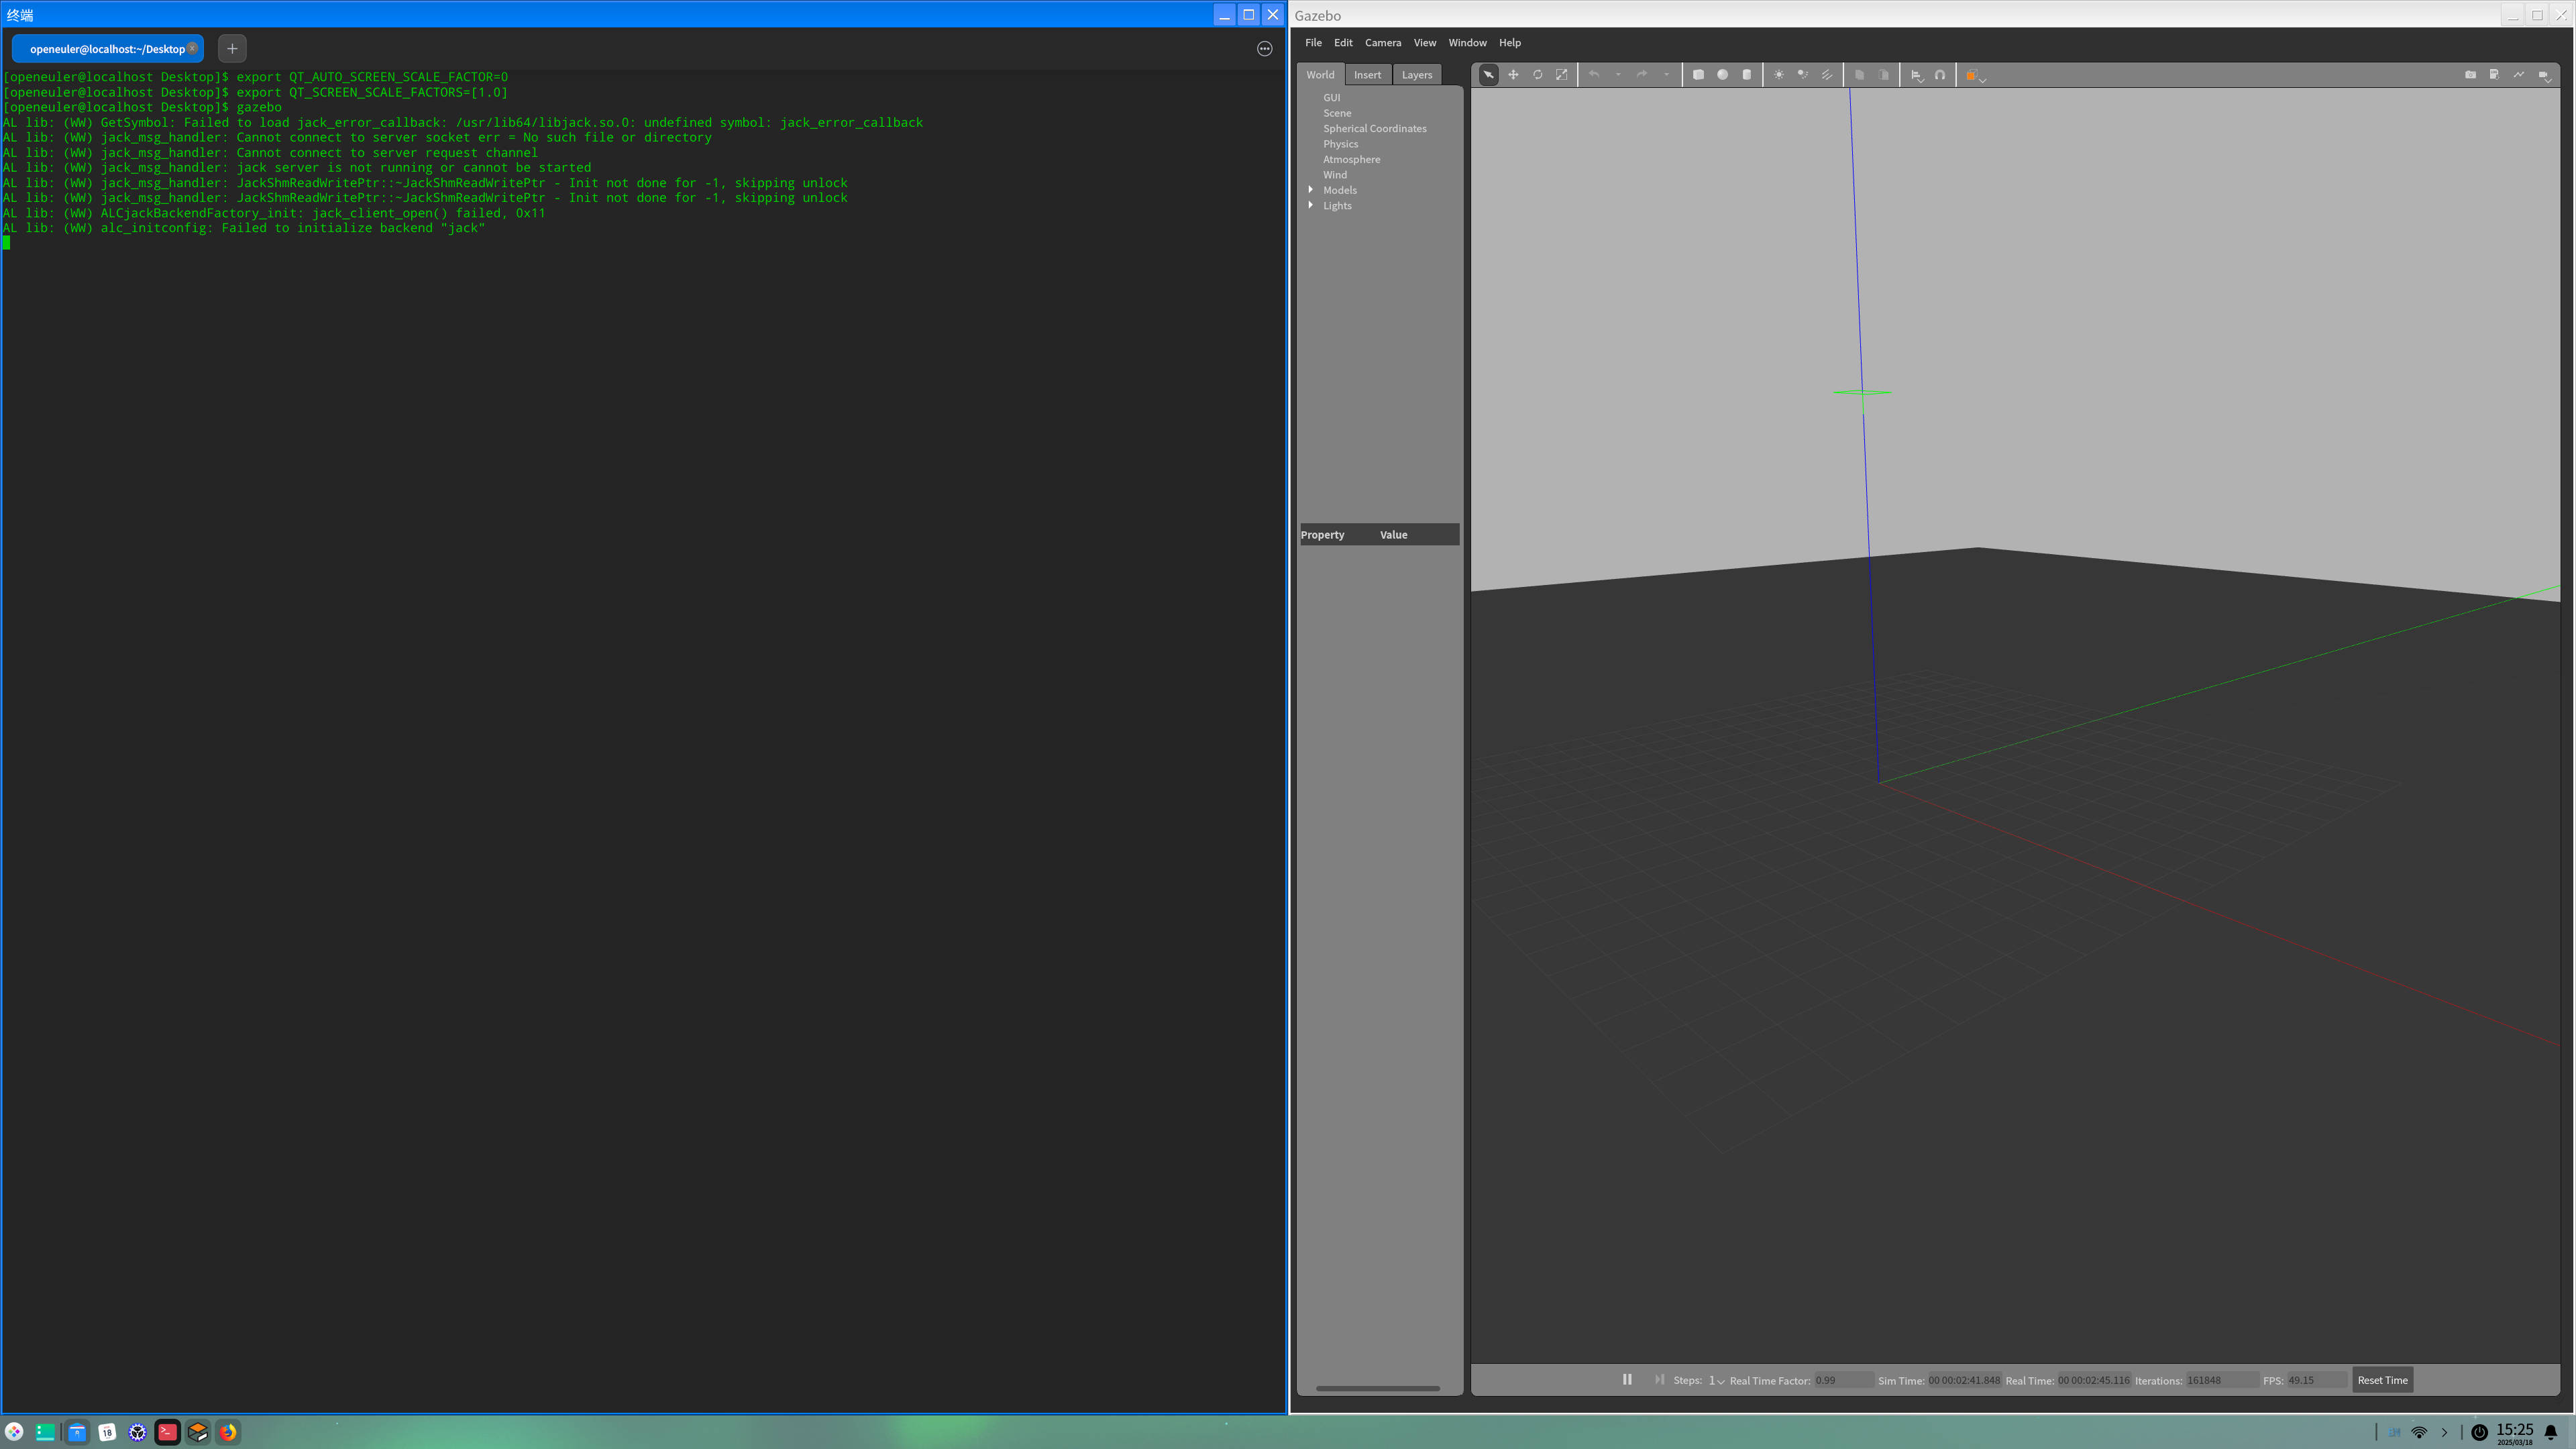 终端
openeuler@localhost:~/Desktop
[openeuler@localhost Desktop]$ export QT_AUTO_SCREEN_SCALE_FACTOR=0
[openeuler@localhost Desktop]$ export QT_SCREEN_SCALE_FACTORS=[1.0]
[openeuler@localhost Desktop]$ gazebo
AL lib: (WW) GetSymbol: Failed to load jack_error_callback: /usr/lib64/libjack.so.0: undefined symbol: jack_error_callback
AL lib: (WW) jack_msg_handler: Cannot connect to server socket err = No such file or directory
AL lib: (WW) jack_msg_handler: Cannot connect to server request channel
AL lib: (WW) jack_msg_handler: jack server is not running or cannot be started
AL lib: (WW) jack_msg_handler: JackShmReadWritePtr::~JackShmReadWritePtr - Init not done for -1, skipping unlock
AL lib: (WW) jack_msg_handler: JackShmReadWritePtr::~JackShmReadWritePtr - Init not done for -1, skipping unlock
AL lib: (WW) ALCjackBackendFactory_init: jack_client_open() failed, 0x11
AL lib: (WW) alc_initconfig: Failed to initialize backend "jack"
Gazebo
File Edit Camera View Window Help
World Insert Layers
GUI
Scene
Spherical Coordinates
Physics
Atmosphere
Wind
Models
Lights
Property Value
Steps: 1 Real Time Factor: 0.99 Sim Time: 00 00:02:41.848 Real Time: 00 00:02:45.116 Iterations: 161848 FPS: 49.15 Reset Time
18
15:25
2025/03/18